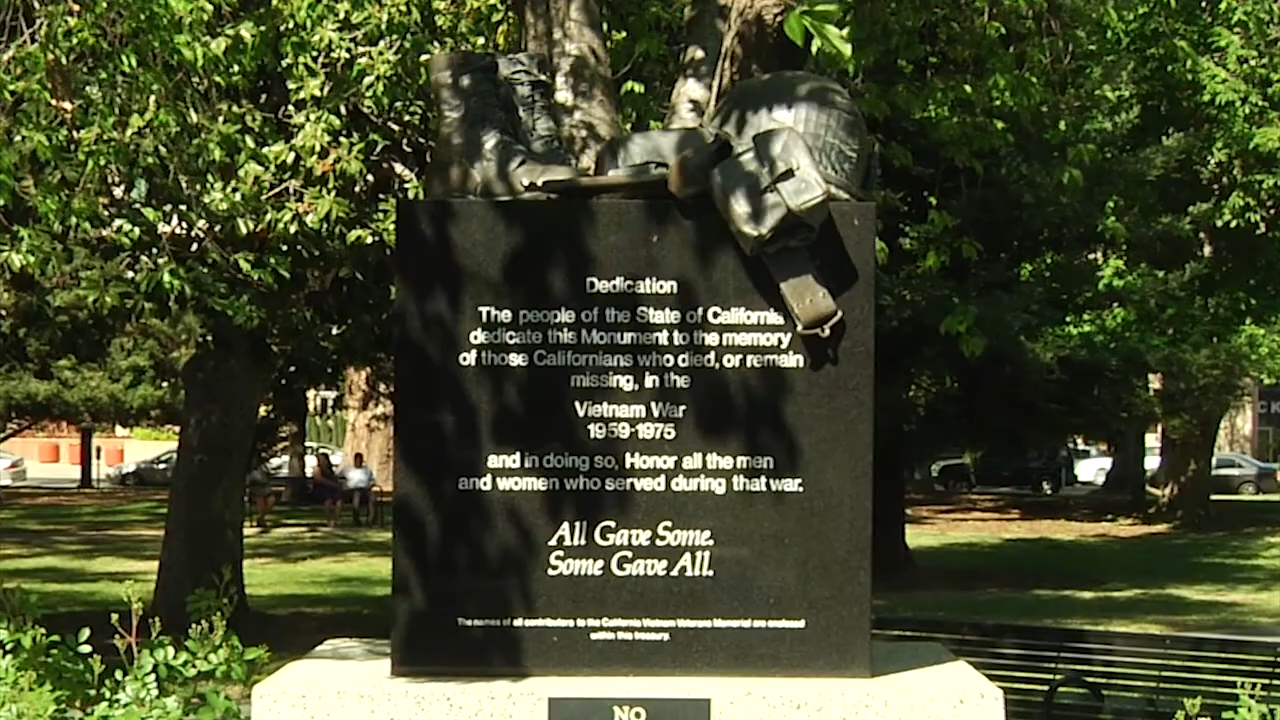 Dedication
The people of the State of California
dedicate this Monument to the memory
of those Californians who died, or remain
missing, in the
Vietnam War
1959-1975
and in doing so, Honor all the men
and women who served during that war.
All Gave Some.
Some Gave All.
The names of all contributors to the California Vietnam Veterans Memorial are enclosed
within this treasury.
NO